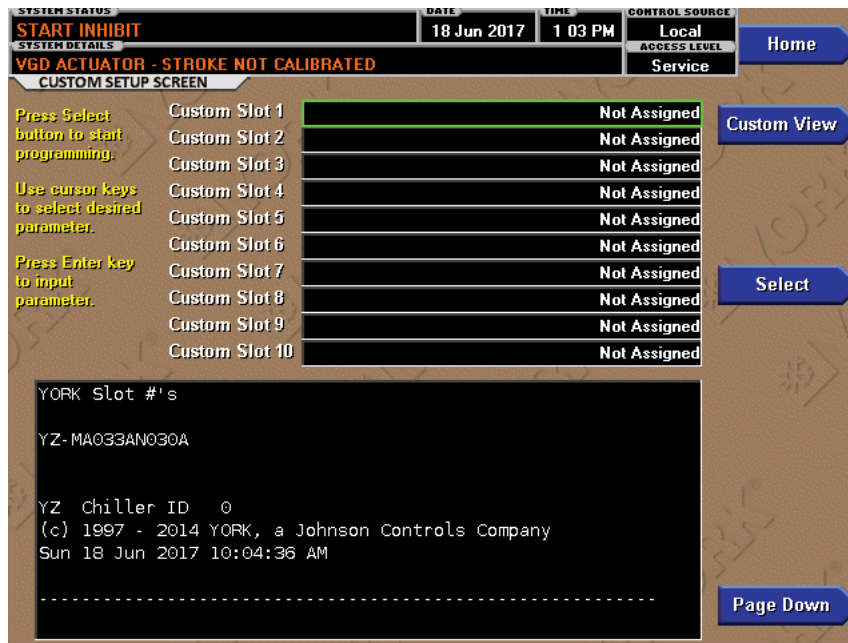 SYSTEM STATUS
START INHIBIT
DATE
18 Jun 2017
TIME
1 03 PM
CONTROL SOURCE
Local
SYSTEM DETAILS
VGD ACTUATOR - STROKE NOT CALIBRATED
ACCESS LEVEL
Service
Home
CUSTOM SETUP SCREEN
Press Select
button to start
programming.
Use cursor keys
to select desired
parameter.
Press Enter key
to input
parameter.
Custom Slot 1 Not Assigned
Custom Slot 2 Not Assigned
Custom Slot 3 Not Assigned
Custom Slot 4 Not Assigned
Custom Slot 5 Not Assigned
Custom Slot 6 Not Assigned
Custom Slot 7 Not Assigned
Custom Slot 8 Not Assigned
Custom Slot 9 Not Assigned
Custom Slot 10 Not Assigned
Custom View
Select
YORK Slot #'s
YZ-MA033AN030A
YZ Chiller ID 0
(c) 1997 - 2014 YORK, a Johnson Controls Company
Sun 18 Jun 2017 10:04:36 AM
----------------------------------------------------------
Page Down